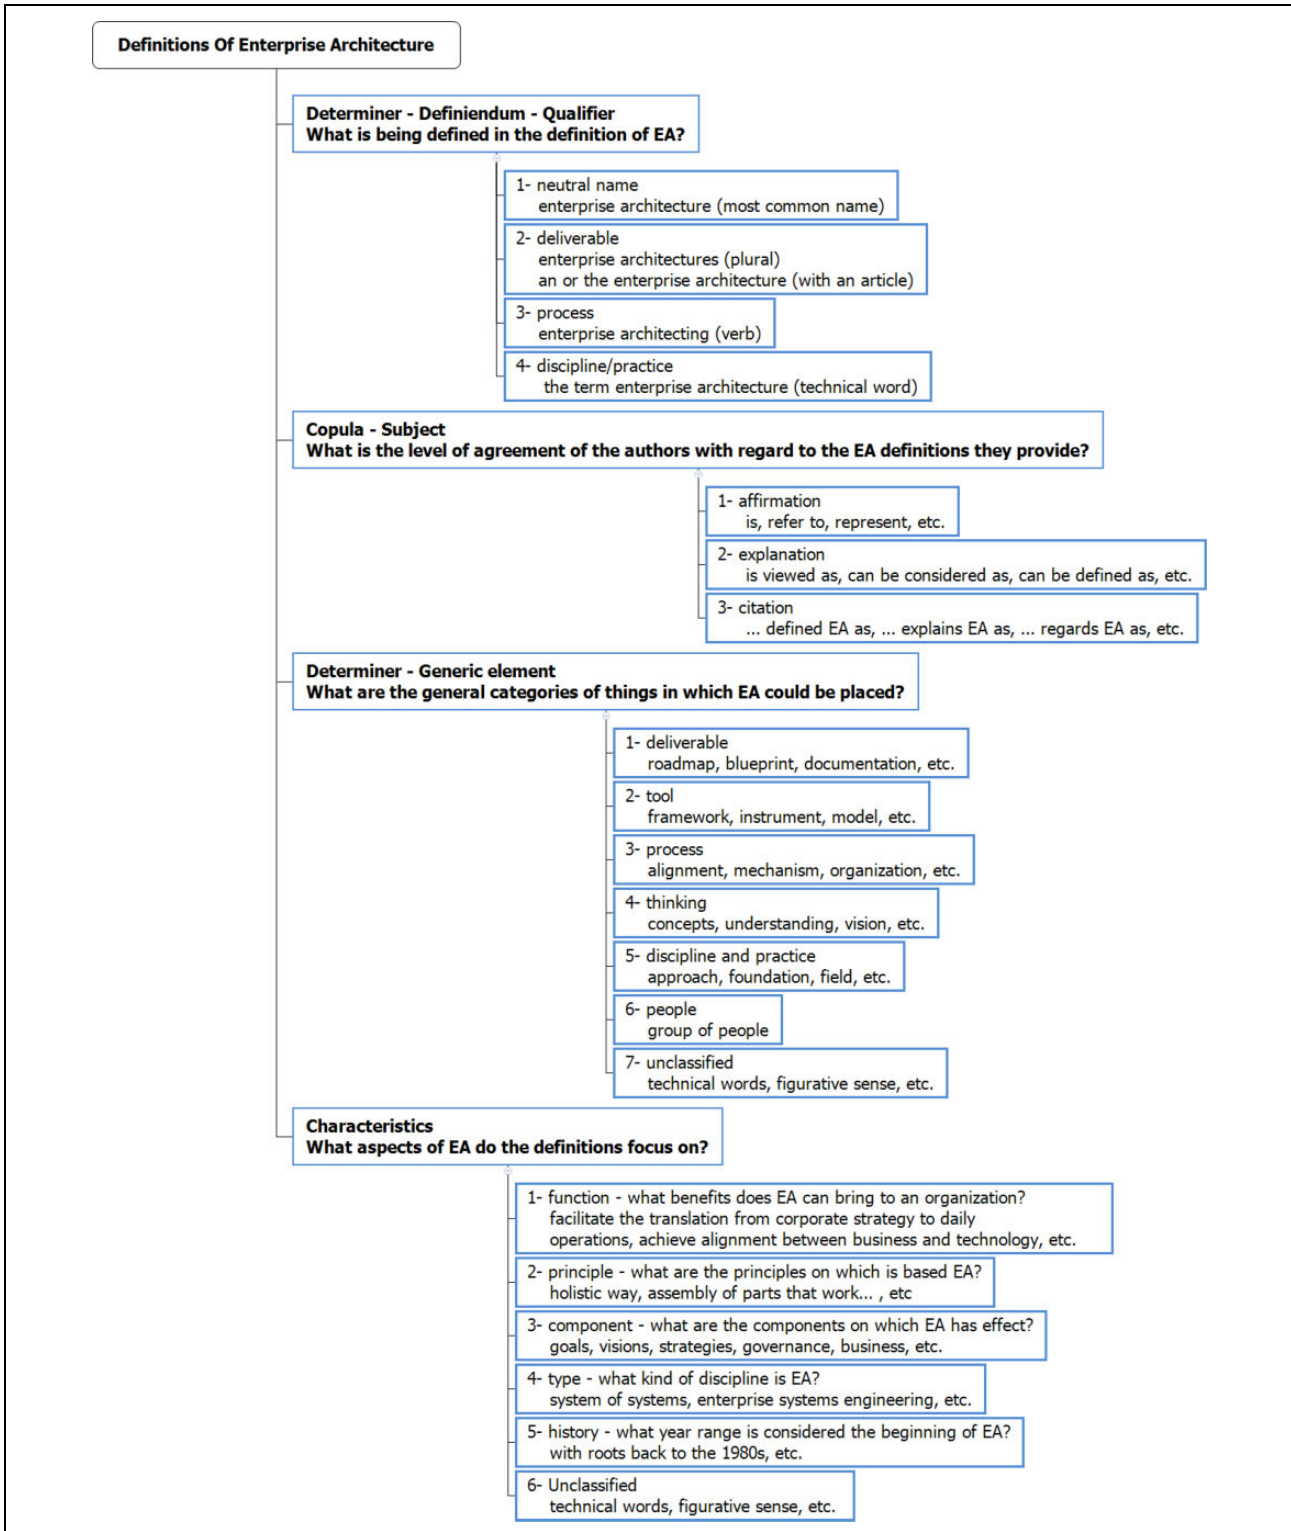 Definitions Of Enterprise Architecture
Determiner - Definiendum - Qualifier
What is being defined in the definition of EA?
1- neutral name
enterprise architecture (most common name)
2- deliverable
enterprise architectures (plural)
an or the enterprise architecture (with an article)
3- process
enterprise architecting (verb)
4- discipline/practice
the term enterprise architecture (technical word)
Copula - Subject
What is the level of agreement of the authors with regard to the EA definitions they provide?
1- affirmation
is, refer to, represent, etc.
2- explanation
is viewed as, can be considered as, can be defined as, etc.
3- citation
... defined EA as, ... explains EA as, ... regards EA as, etc.
Determiner - Generic element
What are the general categories of things in which EA could be placed?
1- deliverable
roadmap, blueprint, documentation, etc.
2- tool
framework, instrument, model, etc.
3- process
alignment, mechanism, organization, etc.
4- thinking
concepts, understanding, vision, etc.
5- discipline and practice
approach, foundation, field, etc.
6- people
group of people
7- unclassified
technical words, figurative sense, etc.
Characteristics
What aspects of EA do the definitions focus on?
1- function - what benefits does EA can bring to an organization?
facilitate the translation from corporate strategy to daily
operations, achieve alignment between business and technology, etc.
2- principle - what are the principles on which is based EA?
holistic way, assembly of parts that work... , etc
3- component - what are the components on which EA has effect?
goals, visions, strategies, governance, business, etc.
4- type - what kind of discipline is EA?
system of systems, enterprise systems engineering, etc.
5- history - what year range is considered the beginning of EA?
with roots back to the 1980s, etc.
6- Unclassified
technical words, figurative sense, etc.